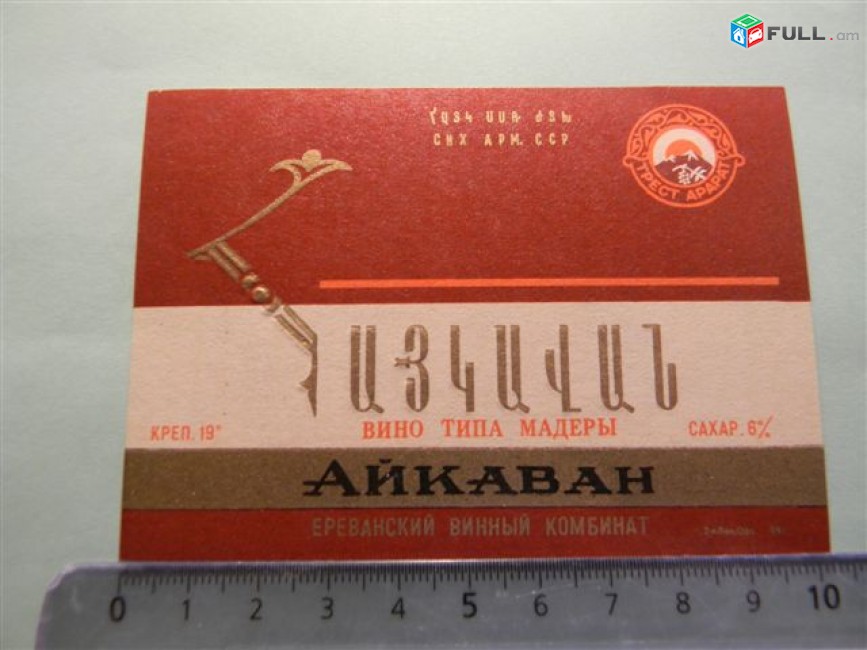 FULL.am
ՀԱՅԿ ՍՍՌ ԺՏԽ
СНХ АРМ. ССР
ТРЕСТ АРАРАТ
ՀԱՅԿԱՎԱՆ
КРЕП. 19° ВИНО ТИПА МАДЕРЫ САХАР. 6%
АЙКАВАН
ЕРЕВАНСКИЙ ВИННЫЙ КОМБИНАТ
0 1 2 3 4 5 6 7 8 9 10